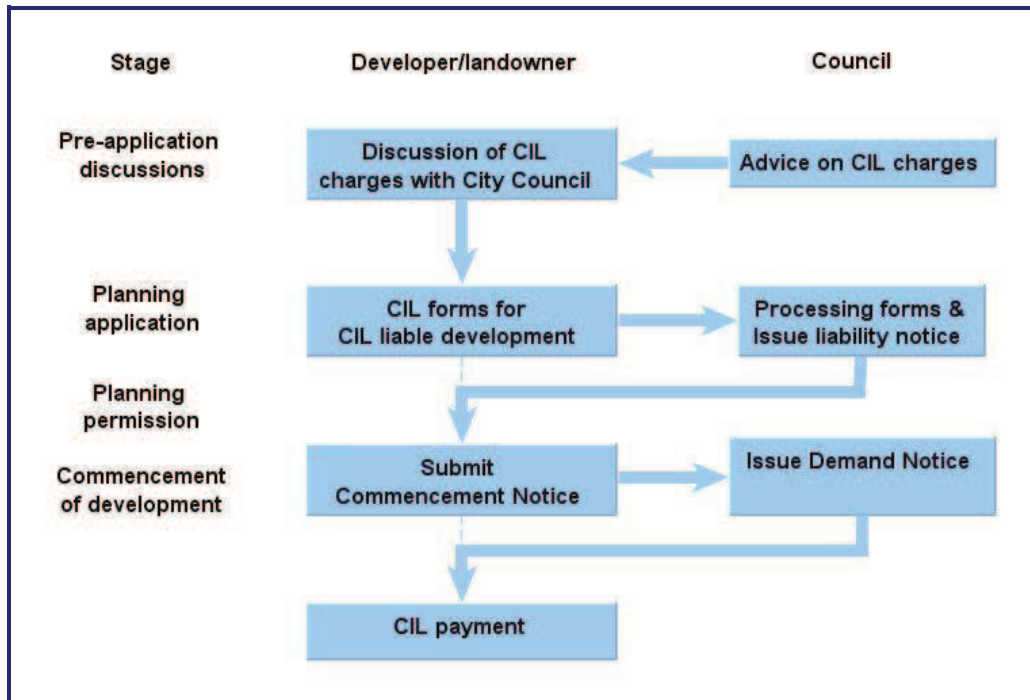 Stage
Developer/landowner
Council
Pre-application
discussions
Discussion of CIL
charges with City Council
Advice on CIL charges
Planning
application
CIL forms for
CIL liable development
Processing forms &
Issue liability notice
Planning
permission
Commencement
of development
Submit
Commencement Notice
Issue Demand Notice
CIL payment